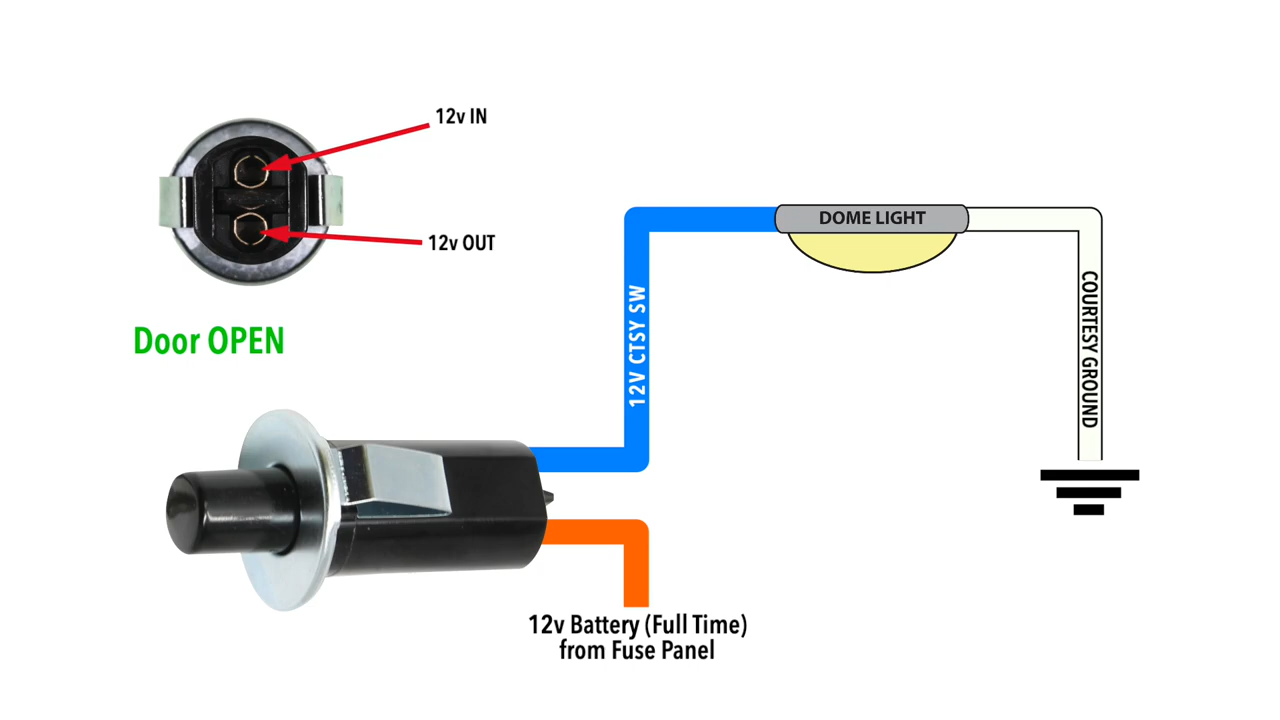 12v IN
12v OUT
Door OPEN
DOME LIGHT
12V CTSY SW
COURTESY GROUND
12v Battery (Full Time)
from Fuse Panel